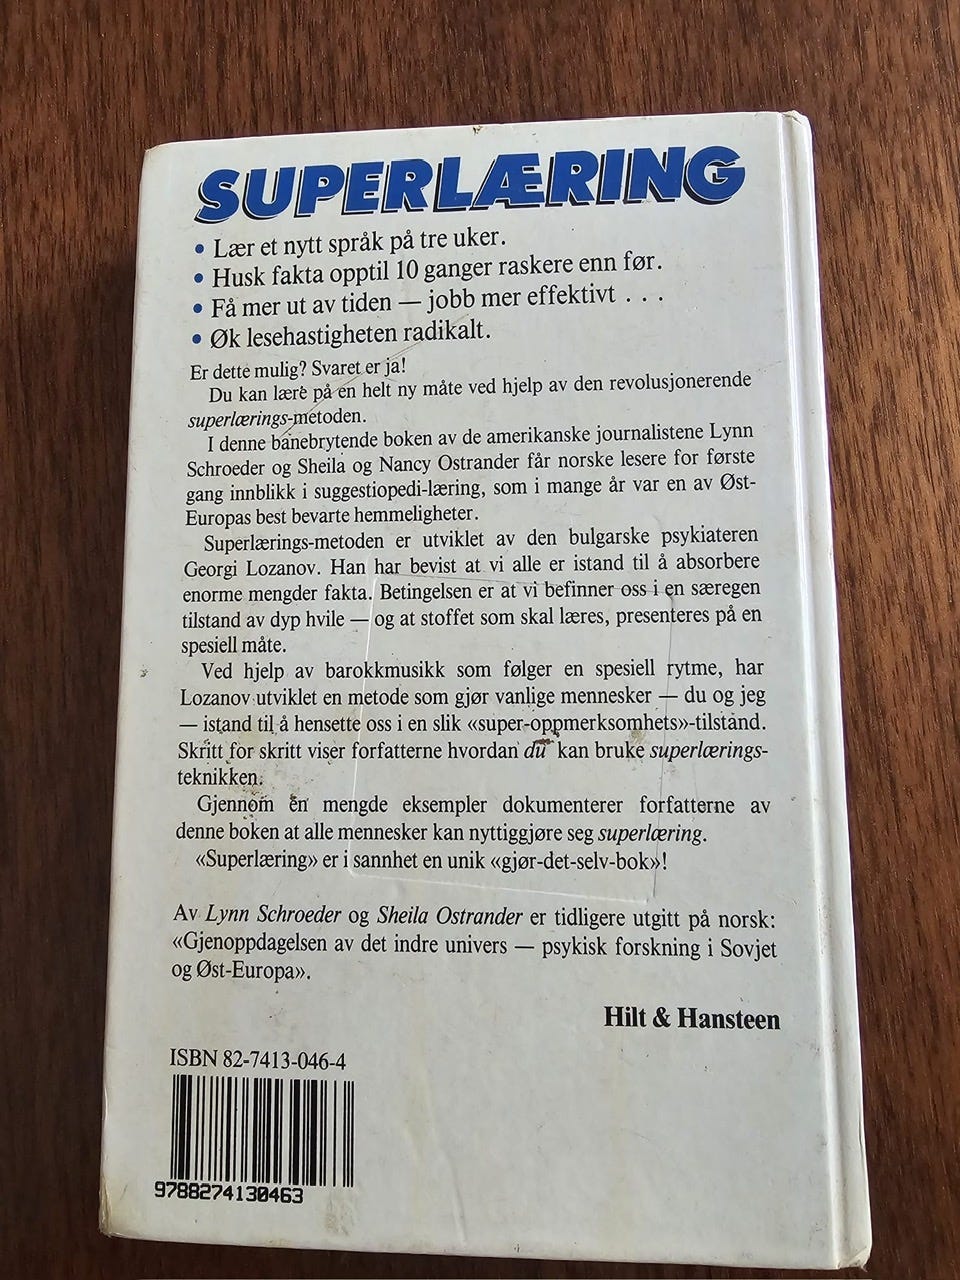 SUPERLÆRING
• Lær et nytt språk på tre uker.
• Husk fakta opptil 10 ganger raskere enn før.
• Få mer ut av tiden — jobb mer effektivt . . .
• Øk lesehastigheten radikalt.
Er dette mulig? Svaret er ja!
Du kan lære på en helt ny måte ved hjelp av den revolusjonerende
superlærings-metoden.
I denne banebrytende boken av de amerikanske journalistene Lynn
Schroeder og Sheila og Nancy Ostrander får norske lesere for første
gang innblikk i suggestiopedi-læring, som i mange år var en av Øst-
Europas best bevarte hemmeligheter.
Superlærings-metoden er utviklet av den bulgarske psykiateren
Georgi Lozanov. Han har bevist at vi alle er istand til å absorbere
enorme mengder fakta. Betingelsen er at vi befinner oss i en særegen
tilstand av dyp hvile — og at stoffet som skal læres, presenteres på en
spesiell måte.
Ved hjelp av barokkmusikk som følger en spesiell rytme, har
Lozanov utviklet en metode som gjør vanlige mennesker — du og jeg
— istand til å hensette oss i en slik «super-oppmerksomhets»-tilstand.
Skritt for skritt viser forfatterne hvordan du kan bruke superlærings-
teknikken.
Gjennom en mengde eksempler dokumenterer forfatterne av
denne boken at alle mennesker kan nyttiggjøre seg superlæring.
«Superlæring» er i sannhet en unik «gjør-det-selv-bok»!
Av Lynn Schroeder og Sheila Ostrander er tidligere utgitt på norsk:
«Gjenoppdagelsen av det indre univers — psykisk forskning i Sovjet
og Øst-Europa».
Hilt & Hansteen
ISBN 82-7413-046-4
9788274130463